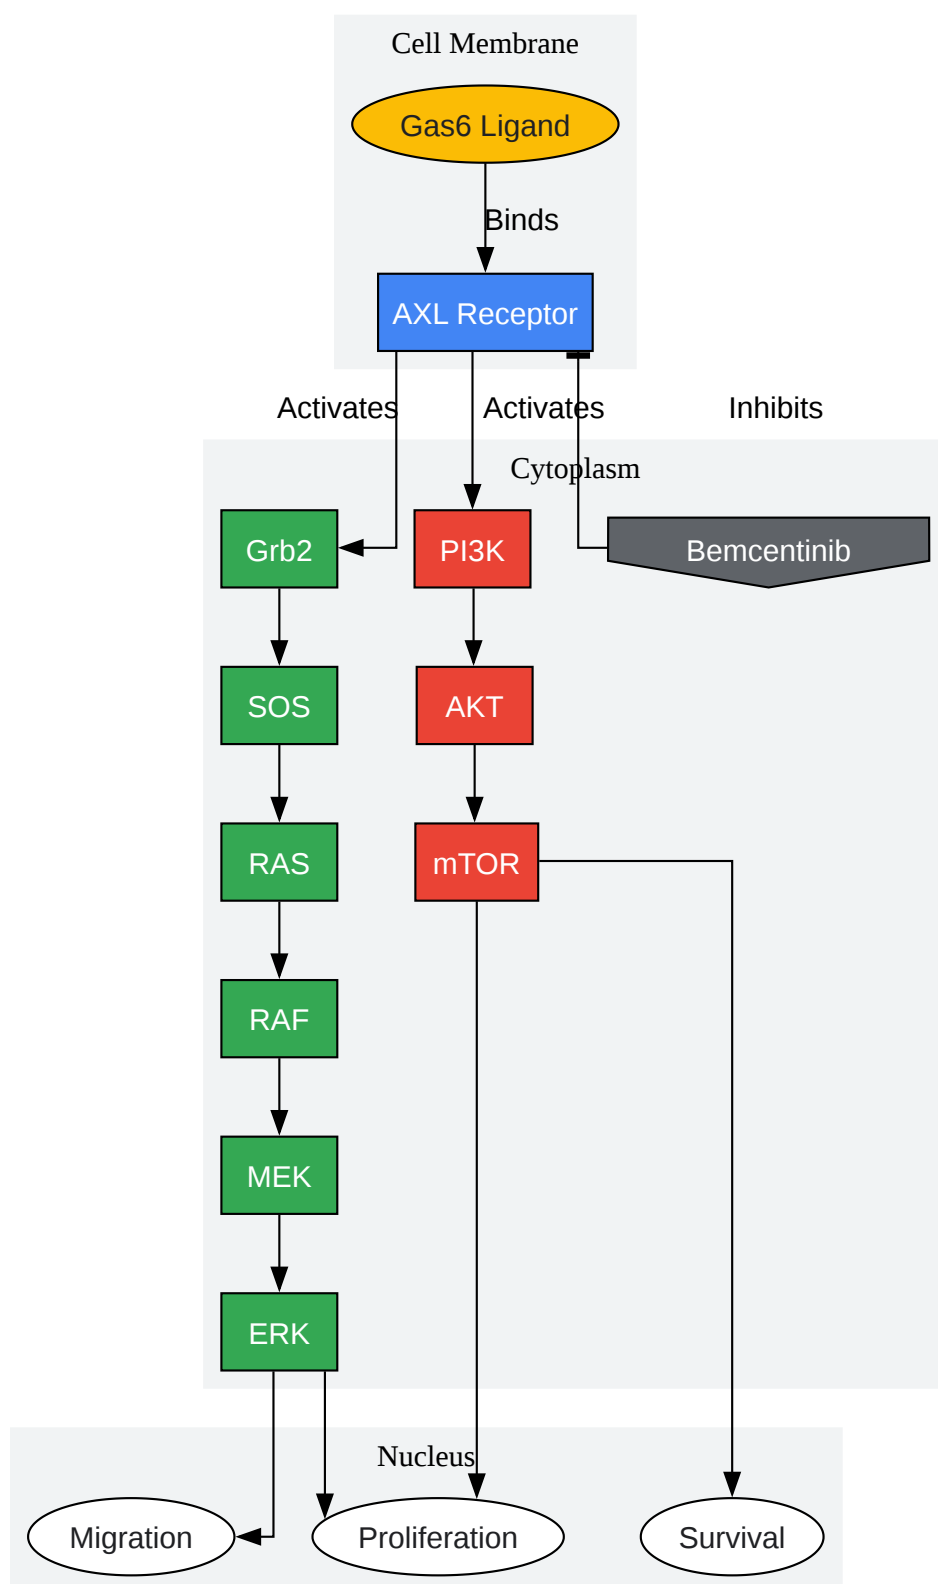 Cell Membrane
Gas6 Ligand
Binds
AXL Receptor
Activates
Activates
Inhibits
Cytoplasm
Grb2
PI3K
Bemcentinib
SOS
AKT
RAS
mTOR
RAF
MEK
ERK
Nucleus
Migration
Proliferation
Survival